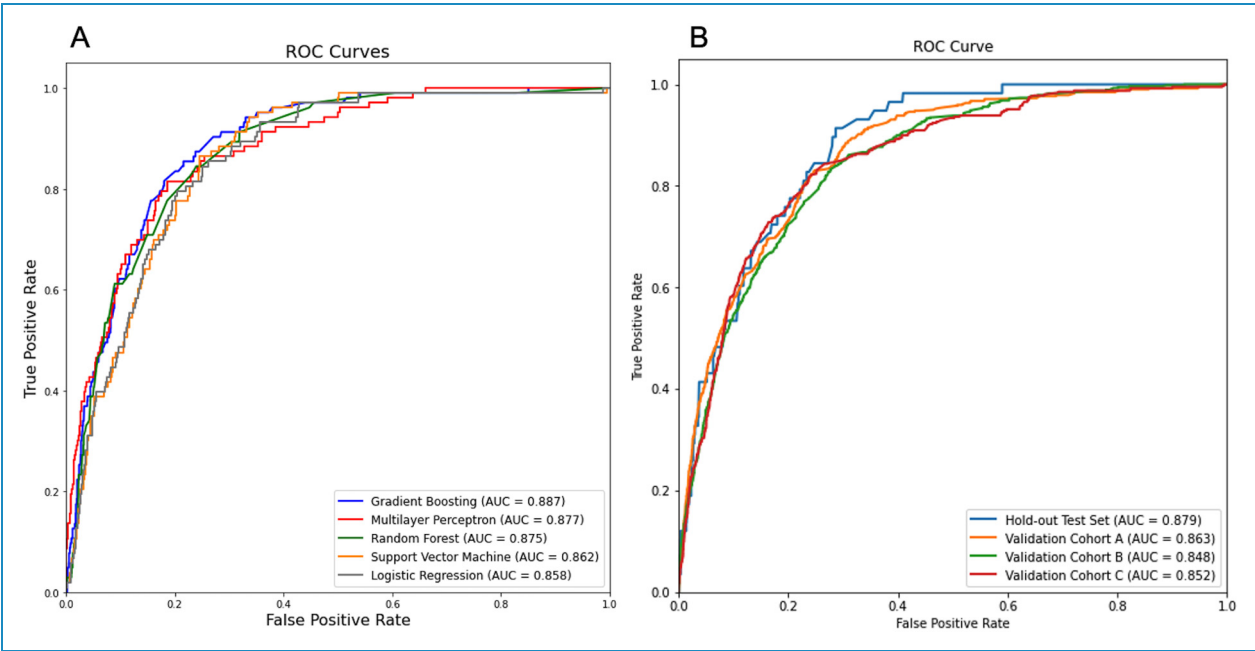 A
ROC Curves
1.0
0.8
0.6
0.4
0.2
0.0
True Positive Rate
Gradient Boosting (AUC = 0.887)
Multilayer Perceptron (AUC = 0.877)
Random Forest (AUC = 0.875)
Support Vector Machine (AUC = 0.862)
Logistic Regression (AUC = 0.858)
0.0 0.2 0.4 0.6 0.8 1.0
False Positive Rate
B
ROC Curve
1.0
0.8
0.6
0.4
0.2
0.0
True Positive Rate
Hold-out Test Set (AUC = 0.879)
Validation Cohort A (AUC = 0.863)
Validation Cohort B (AUC = 0.848)
Validation Cohort C (AUC = 0.852)
0.0 0.2 0.4 0.6 0.8 1.0
False Positive Rate